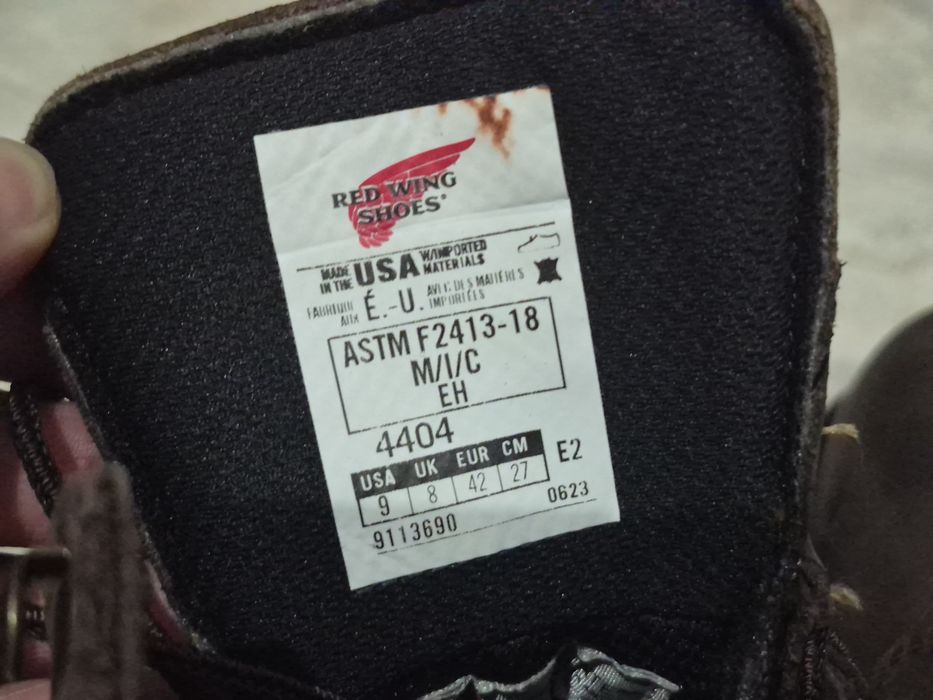 RED WING
SHOES®
MADE IN THE USA W/IMPORTED MATERIALS
FABRIQUÉ AUX É.-U. AVEC DES MATIÈRES IMPORTÉES
ASTM F2413-18
M/I/C
EH
4404
USA UK EUR CM E2
9 8 42 27
9113690 0623